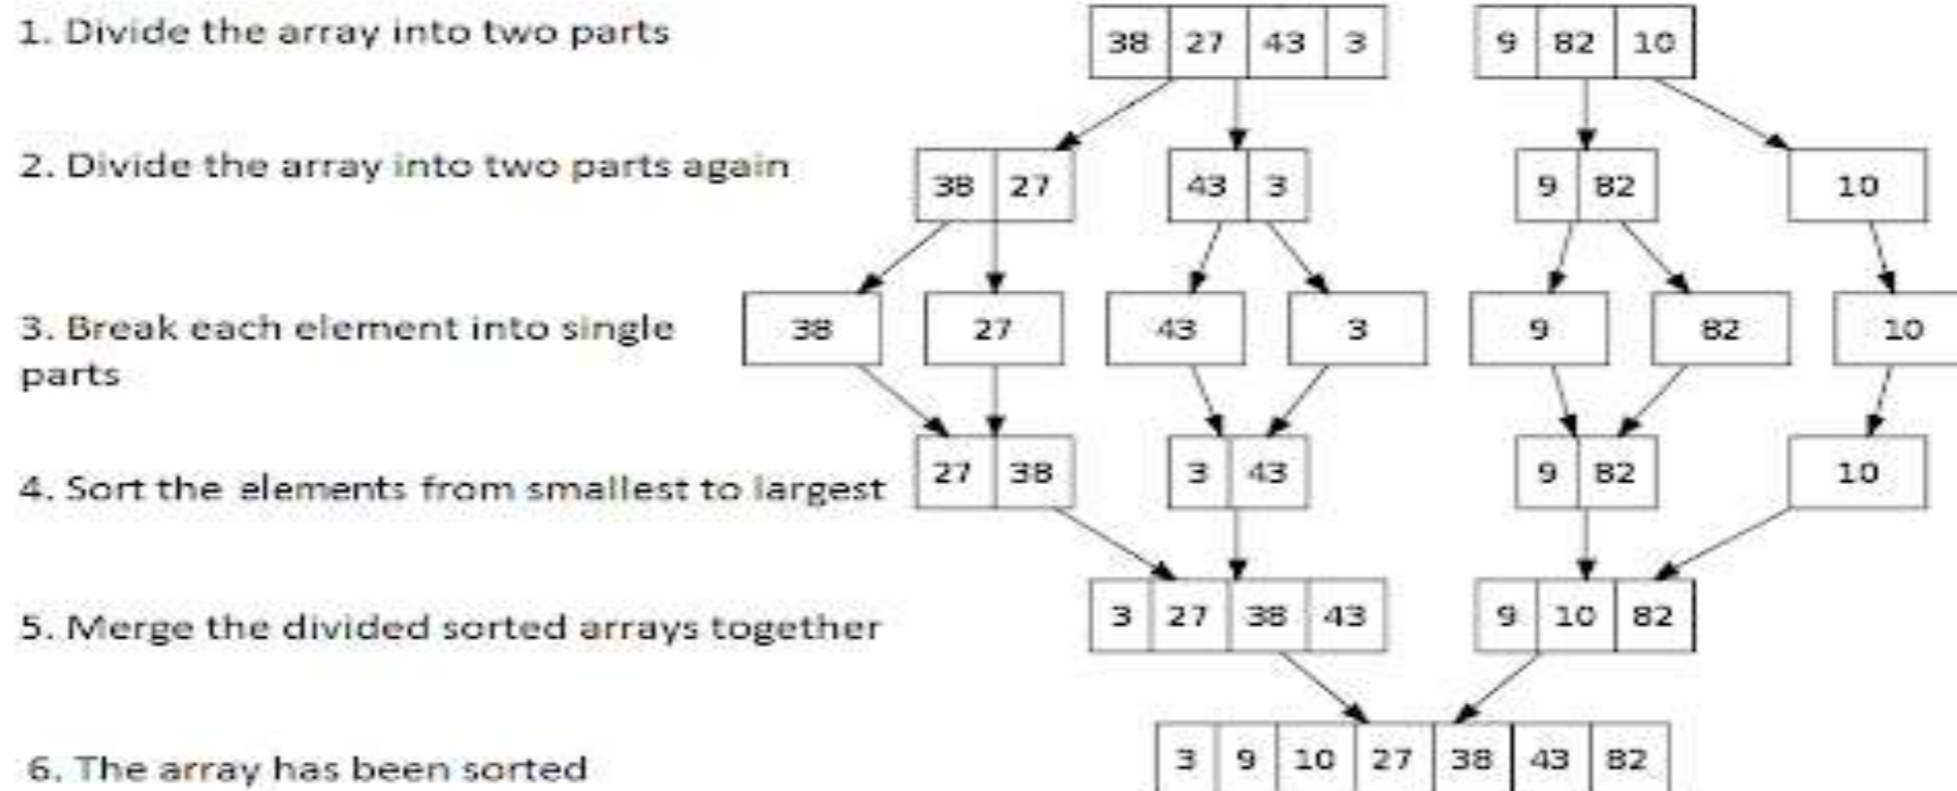 1. Divide the array into two parts
38 27 43 3 9 82 10
2. Divide the array into two parts again
38 27 43 3 9 82 10
3. Break each element into single
parts
38 27 43 3 9 82 10
4. Sort the elements from smallest to largest
27 38 3 43 9 82 10
5. Merge the divided sorted arrays together
3 27 38 43 9 10 82
6. The array has been sorted
3 9 10 27 38 43 82